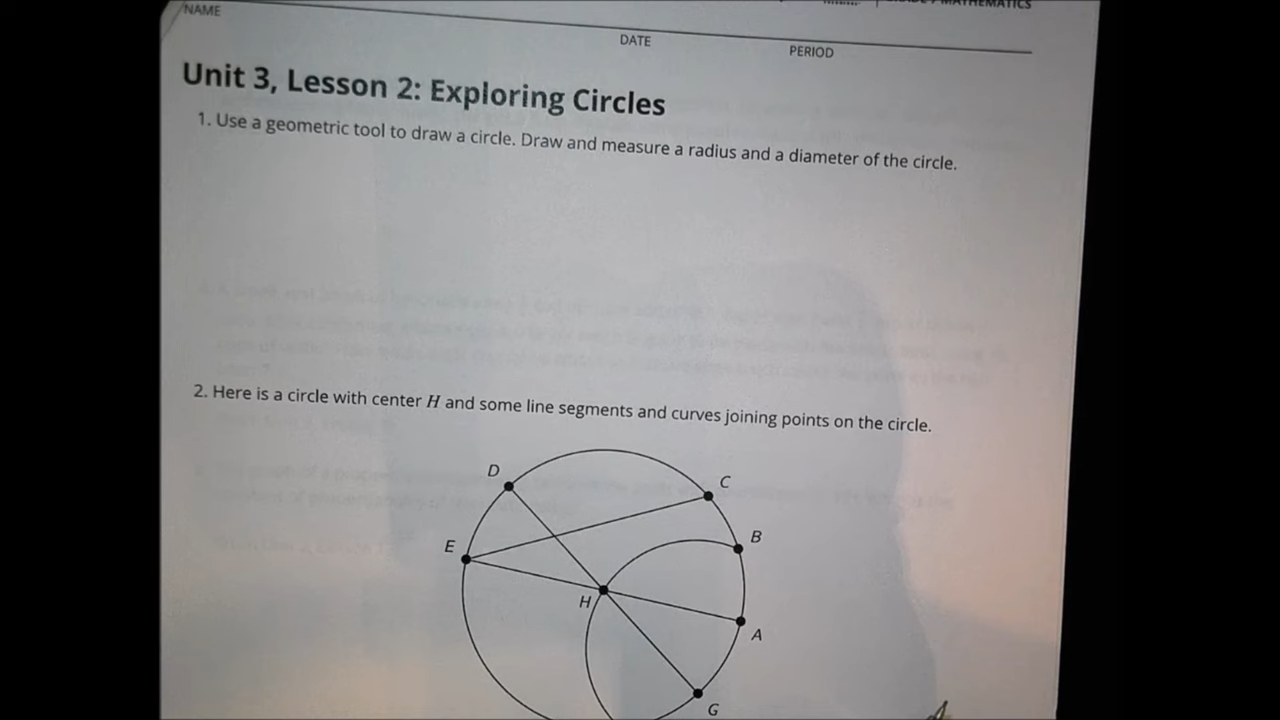 NAME
DATE
PERIOD
MATHEMATICS
Unit 3, Lesson 2: Exploring Circles
1. Use a geometric tool to draw a circle. Draw and measure a radius and a diameter of the circle.
2. Here is a circle with center H and some line segments and curves joining points on the circle.
D
C
B
E
H
A
G